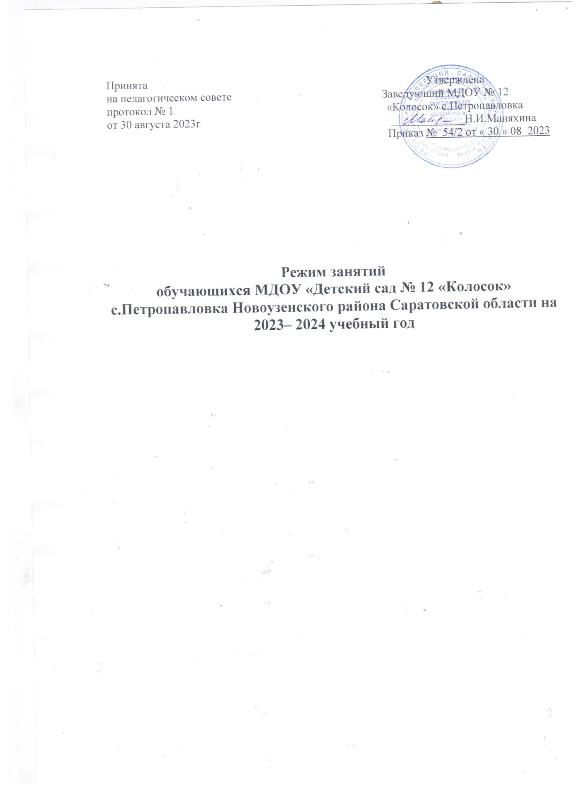 Принята
на педагогическом совете
протокол № 1
от 30 августа 2023г
Утверждена
Заведующий МДОУ № 12
«Колосок» с.Петропавловка
Н.И.Маняхина
Приказ № 54/2 от « 30 » 08 2023
Режим занятий
обучающихся МДОУ «Детский сад № 12 «Колосок»
с.Петропавловка Новоузенского района Саратовской области на
2023– 2024 учебный год